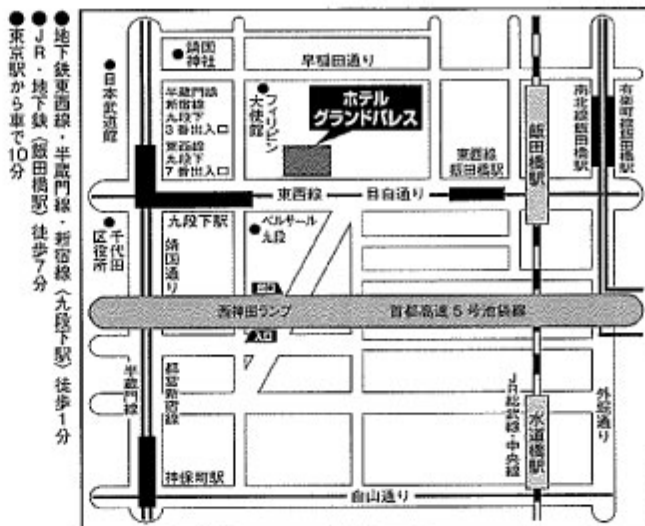 ●地下鉄東西線・半蔵門線・新宿線〈九段下駅〉徒歩1分
●JR・地下鉄〈飯田橋駅〉徒歩7分
●東京駅から車で10分
靖国神社
早稲田通り
日本武道館
半蔵門線
新宿線
九段下
3番出入口
東西線
九段下
7番出入口
フィリピン
大使館
ホテル
グランドパレス
東西線
飯田橋駅
飯田橋駅
南北線飯田橋駅
有楽町線飯田橋駅
東西線
目白通り
千代田
区役所
九段下駅
靖国通り
ベルサール
九段
出口
西神田ランプ
首都高速5号池袋線
入口
半蔵門線
都営新宿線
JR総武線・中央線
水道橋駅
外堀通り
神保町駅
白山通り